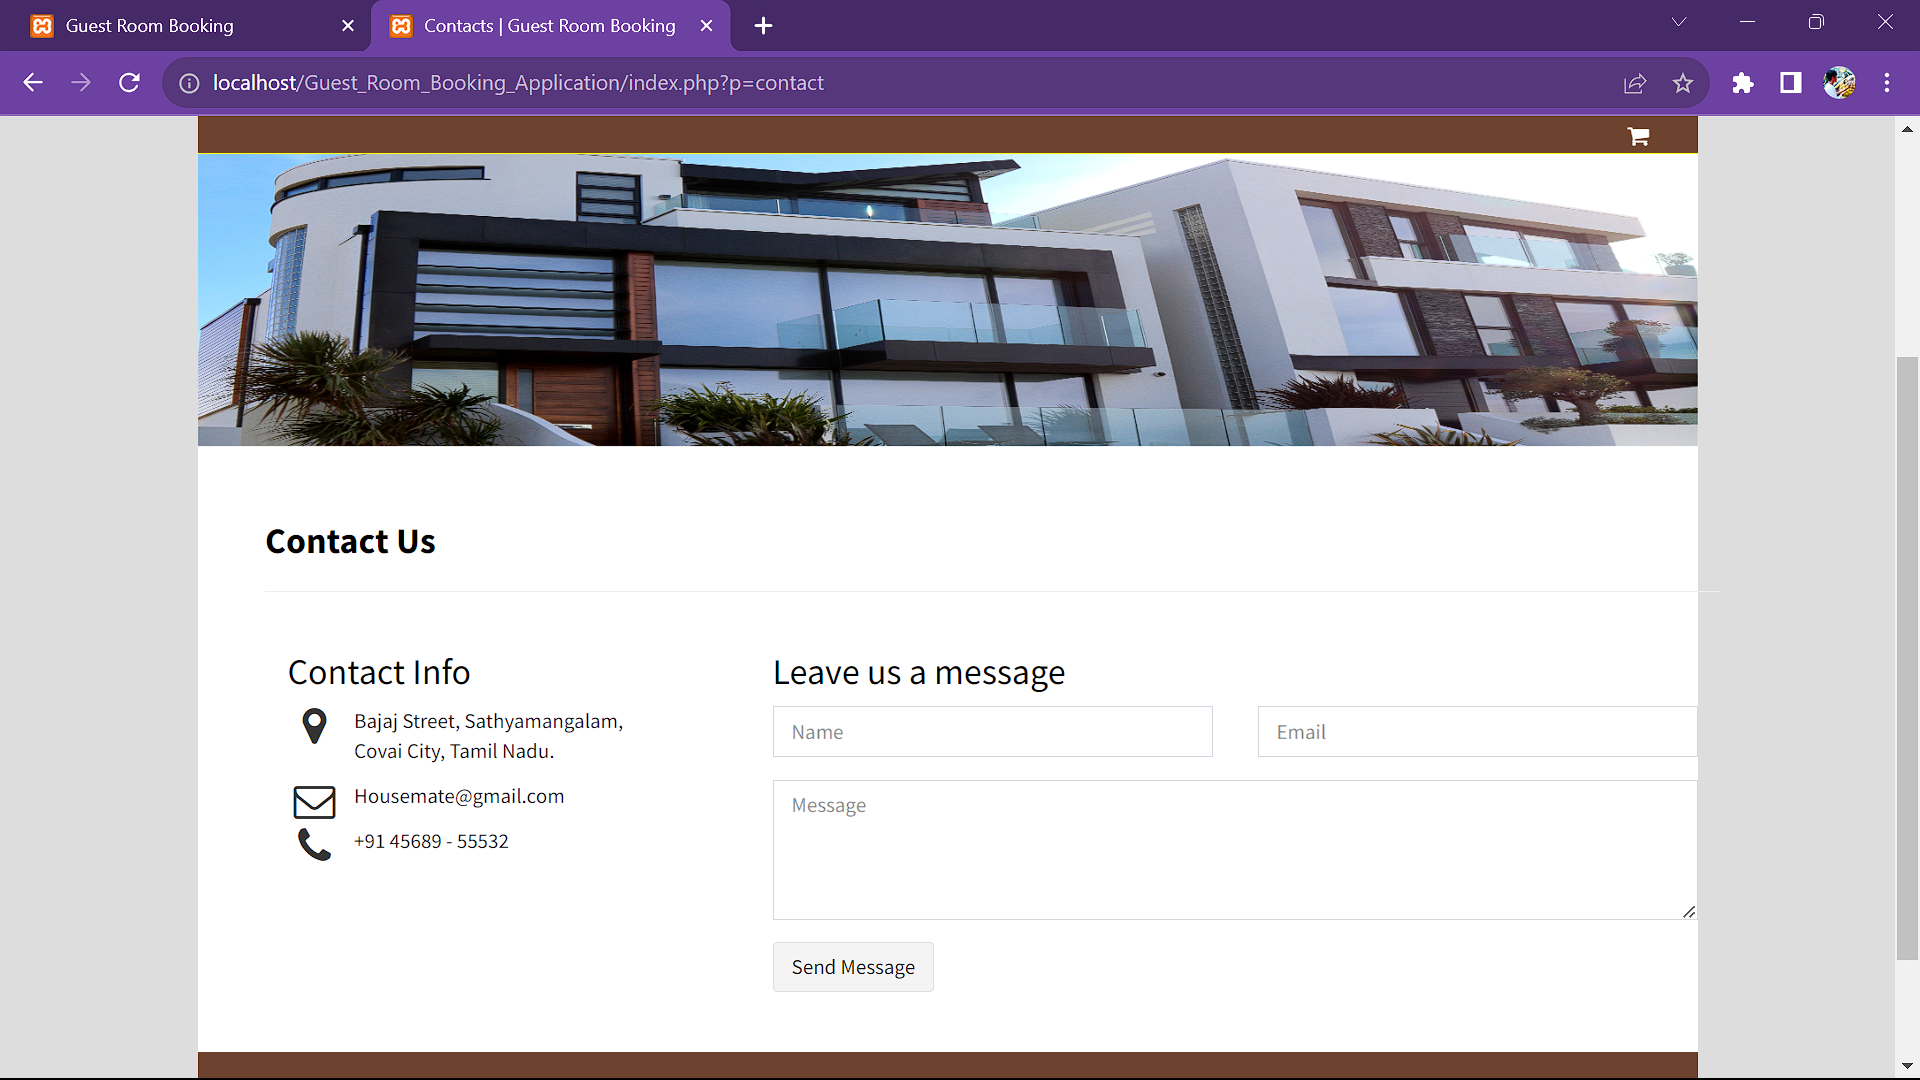 Guest Room Booking
Contacts | Guest Room Booking
localhost/Guest_Room_Booking_Application/index.php?p=contact
Contact Us
Contact Info
Bajaj Street, Sathyamangalam,
Covai City, Tamil Nadu.
Housemate@gmail.com
+91 45689 - 55532
Leave us a message
Name
Email
Message
Send Message